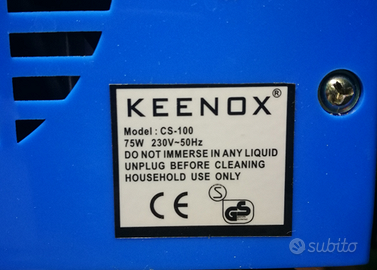 KEENOX
Model : CS-100
75W 230V~50Hz
DO NOT IMMERSE IN ANY LIQUID
UNPLUG BEFORE CLEANING
HOUSEHOLD USE ONLY
CE S GS
subito